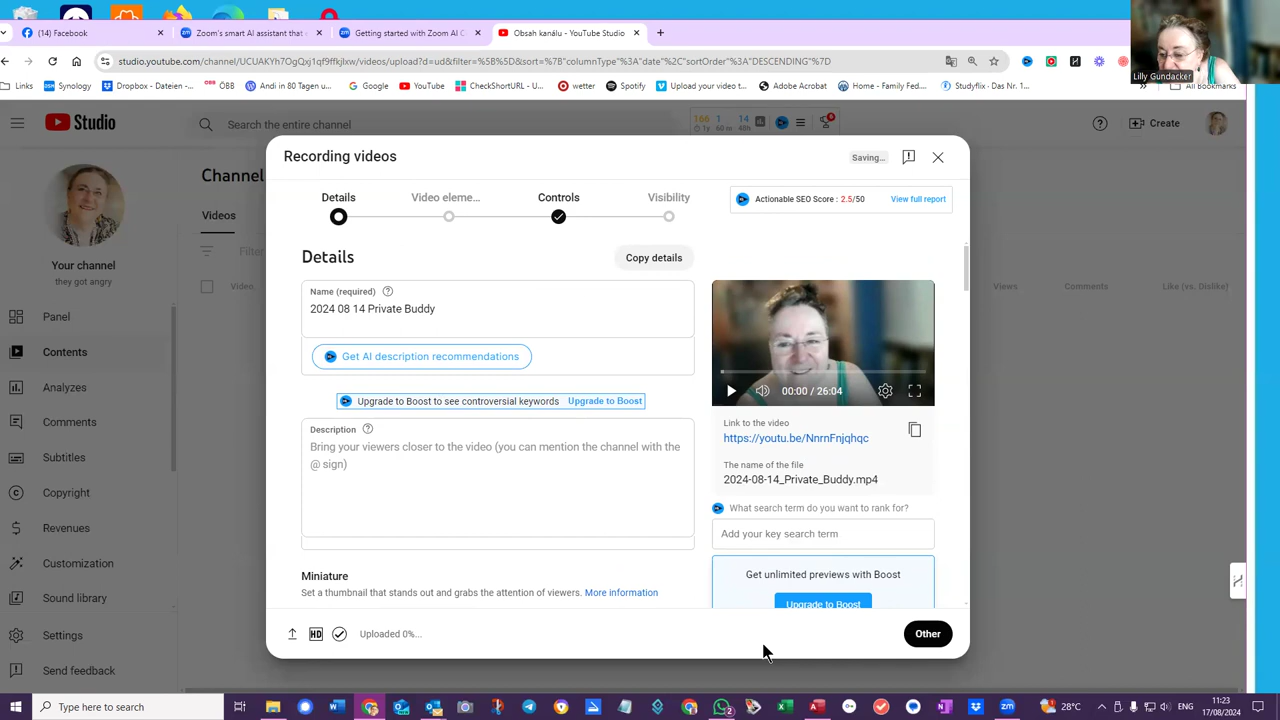 (14) Facebook
Zoom's smart AI assistant that e
Getting started with Zoom AI C
Obsah kanálu - YouTube Studio
Lilly Gundacker
studio.youtube.com/channel/UCUAKYh7OgQxj1qf9ffkjlxw/videos/upload?d=ud&filter=%5B%5D&sort=%7B"columnType"%3A"date"%2C"sortOrder"%3A"DESCENDING"%7D
Links
Synology
Dropbox - Dateien -...
ÖBB
Andi in 80 Tagen u...
Google
YouTube
CheckShortURL - U...
wetter
Spotify
Upload your video t...
Adobe Acrobat
Home - Family Fed...
Studyflix - Das Nr. 1...
All Bookmarks
Studio
Search the entire channel
166 1 14
1y 60 m 48h
Create
Your channel
they got angry
Panel
Contents
Analyzes
Comments
Subtitles
Copyright
Revenues
Customization
Sound library
Settings
Send feedback
Channel
Videos
Filter
Video
Views
Comments
Like (vs. Dislike)
Recording videos
Saving...
Details
Video eleme...
Controls
Visibility
Actionable SEO Score : 2.5/50
View full report
Details
Copy details
Name (required)
2024 08 14 Private Buddy
Get AI description recommendations
Upgrade to Boost to see controversial keywords
Upgrade to Boost
Description
Bring your viewers closer to the video (you can mention the channel with the
@ sign)
Miniature
Set a thumbnail that stands out and grabs the attention of viewers. More information
00:00 / 26:04
Link to the video
https://youtu.be/NnrnFnjqhqc
The name of the file
2024-08-14_Private_Buddy.mp4
What search term do you want to rank for?
Add your key search term
Get unlimited previews with Boost
Upgrade to Boost
HD
Uploaded 0%...
Other
Type here to search
28°C
ENG
11:23
17/08/2024